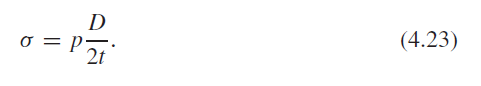 σ = p D/2t. (4.23)